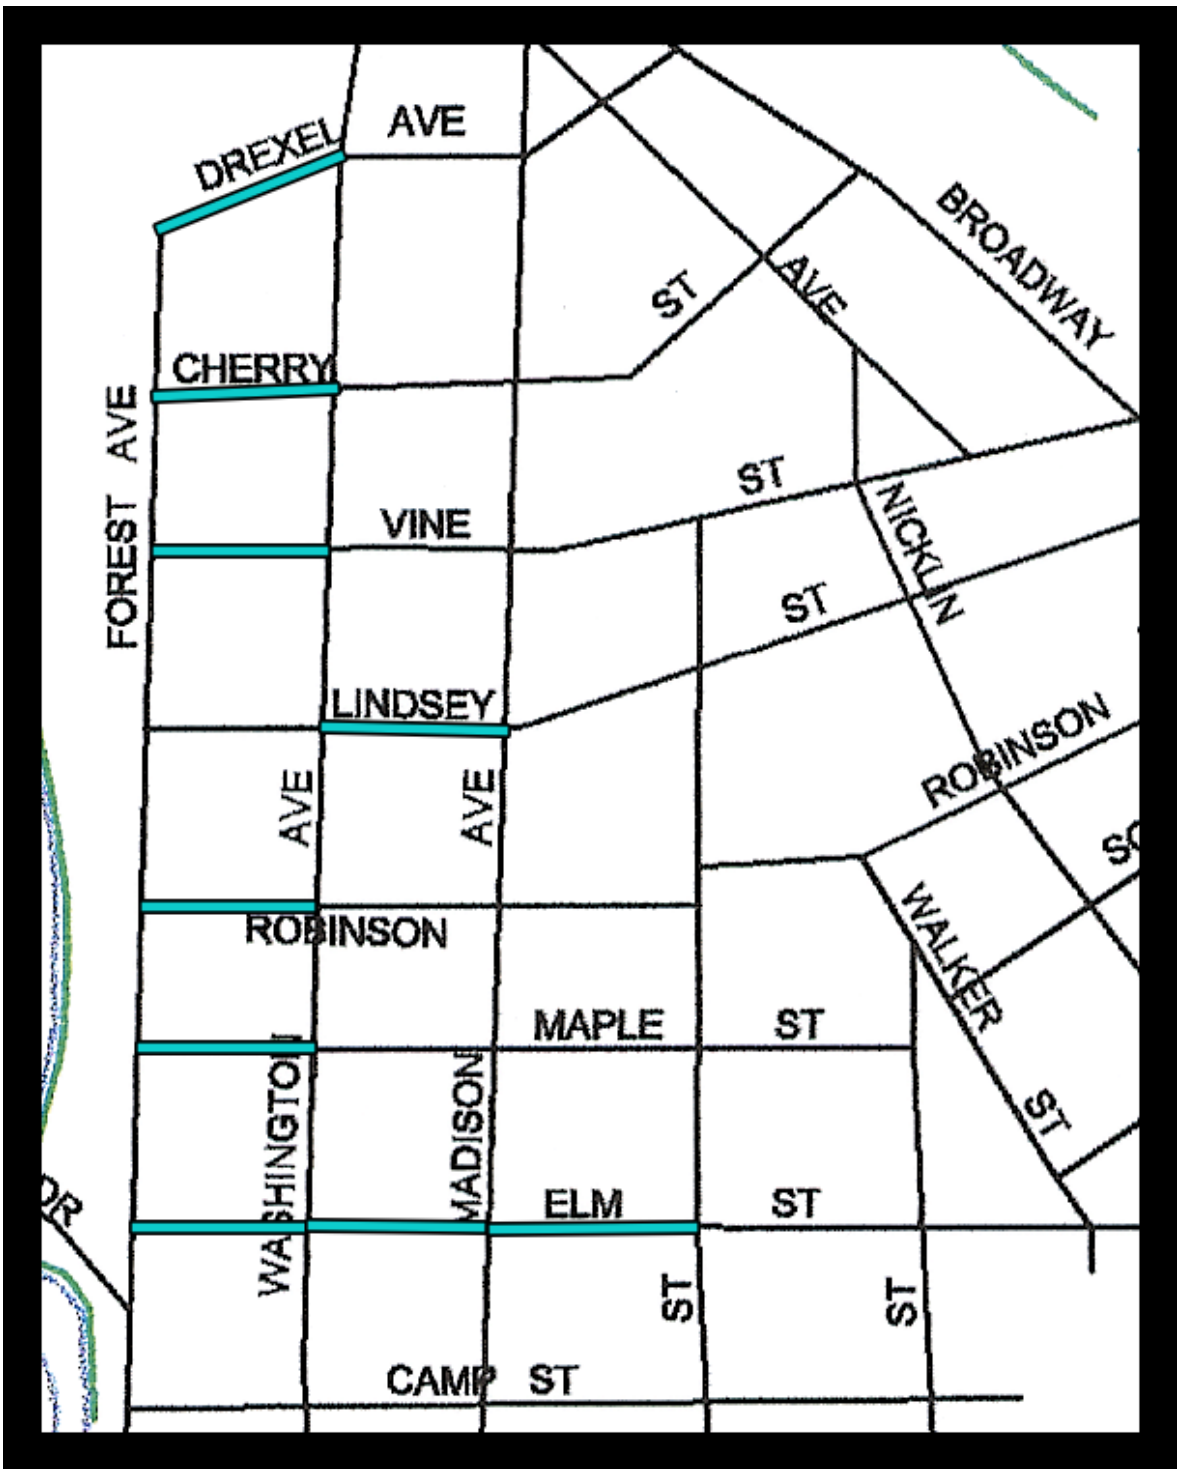 DREXEL AVE
BROADWAY
ST
AVE
CHERRY
FOREST AVE
ST
NICKLIN
VINE
ST
LINDSEY
ROBINSON
AVE
AVE
WALKER
ROBINSON
MAPLE ST
WASHINGTON
MADISON
ST
DR
ELM ST
ST
ST
CAMP ST